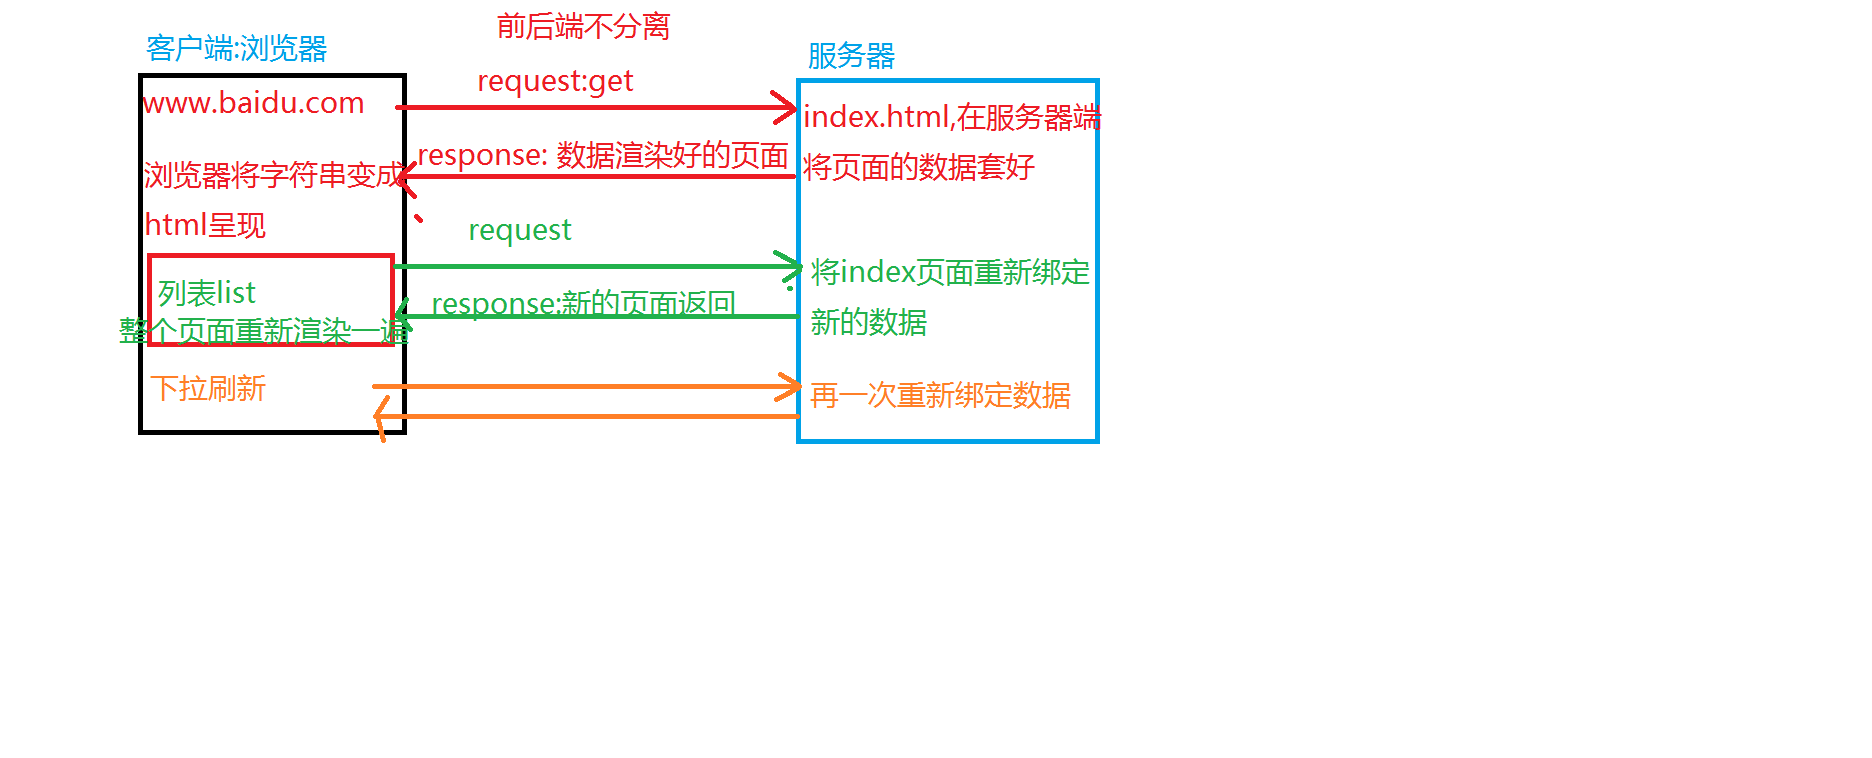 前后端不分离
客户端:浏览器
服务器
request:get
www.baidu.com
index.html,在服务器端
将页面的数据套好
response: 数据渲染好的页面
浏览器将字符串变成
html呈现
request
将index页面重新绑定
新的数据
列表list
response:新的页面返回
整个页面重新渲染一遍
下拉刷新
再一次重新绑定数据